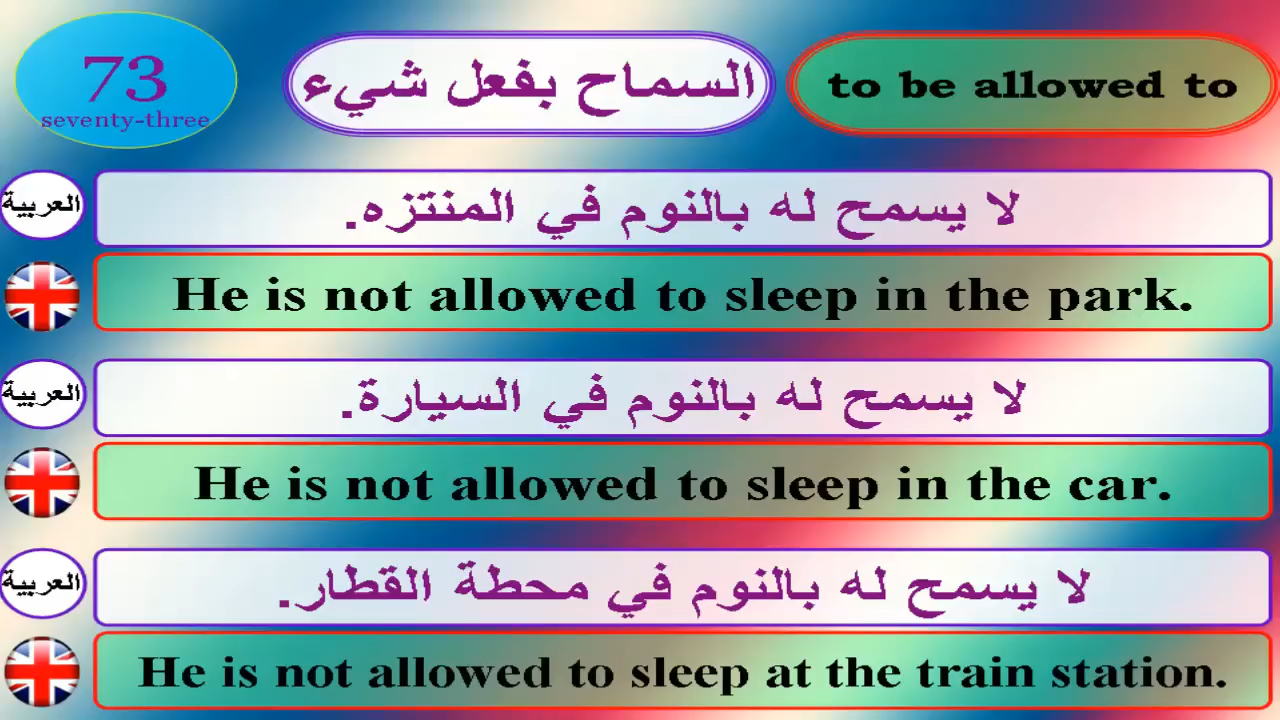 73
seventy-three
السماح بفعل شيء
to be allowed to
العربية
لا يسمح له بالنوم في المنتزه.
He is not allowed to sleep in the park.
العربية
لا يسمح له بالنوم في السيارة.
He is not allowed to sleep in the car.
العربية
لا يسمح له بالنوم في محطة القطار.
He is not allowed to sleep at the train station.